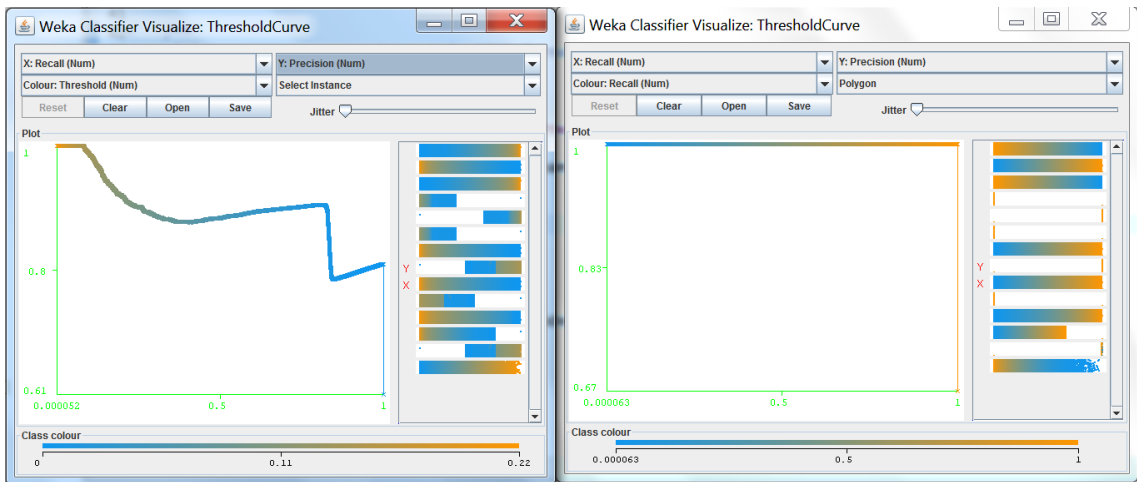 Weka Classifier Visualize: ThresholdCurve
X: Recall (Num)
Y: Precision (Num)
Colour: Threshold (Num)
Select Instance
Reset
Clear
Open
Save
Jitter
Plot
1
0.8
0.61
0.000052
0.5
1
Y
X
Class colour
0
0.11
0.22
Weka Classifier Visualize: ThresholdCurve
X: Recall (Num)
Y: Precision (Num)
Colour: Recall (Num)
Polygon
Reset
Clear
Open
Save
Jitter
Plot
1
0.83
0.67
0.000063
0.5
1
Y
X
Class colour
0.000063
0.5
1